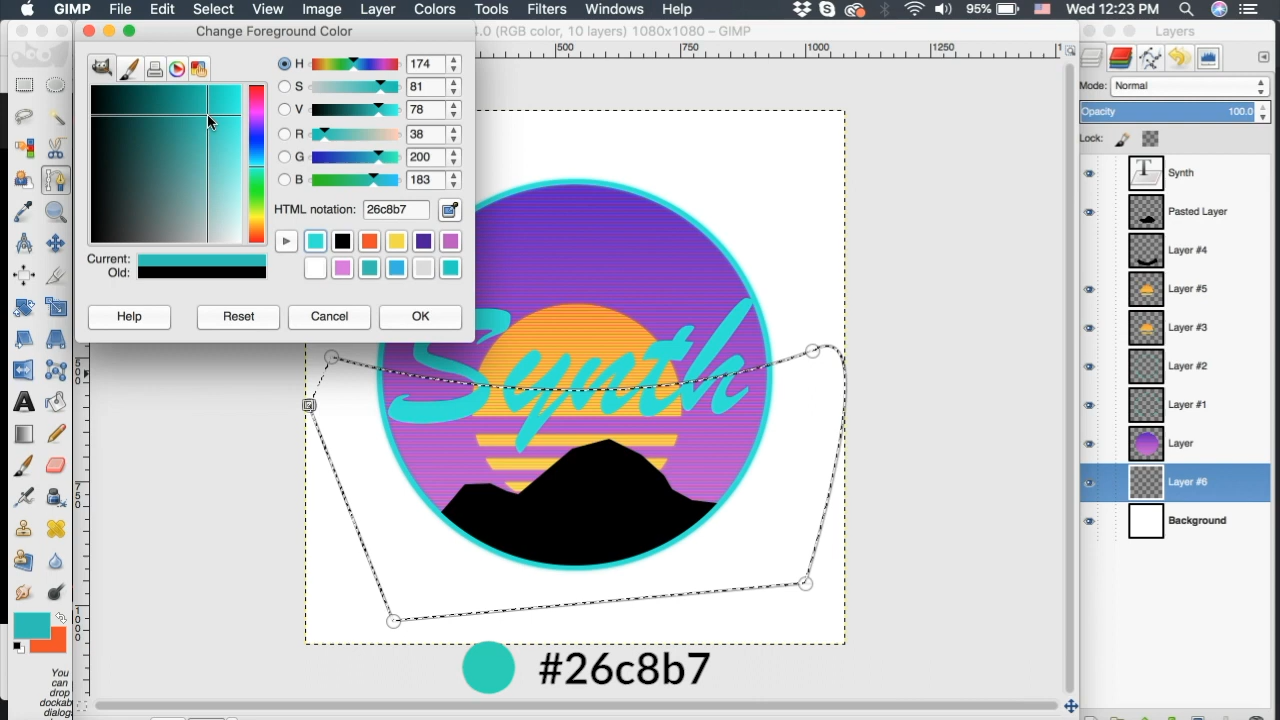 GIMP File Edit Select View Image Layer Colors Tools Filters Windows Help
95% Wed 12:23 PM
Change Foreground Color
4.0 (RGB color, 10 layers) 1080x1080 – GIMP
Layers
500 750 1000 1250
Mode: Normal
Opacity 100.0
Lock:
H 174
S 81
V 78
R 38
G 200
B 183
HTML notation: 26c8b7
Current:
Old:
Help Reset Cancel OK
Synth
Pasted Layer
Layer #4
Layer #5
Layer #3
Layer #2
Layer #1
Layer
Layer #6
Background
Synth
You
can
drop
dockab
dialog
#26c8b7